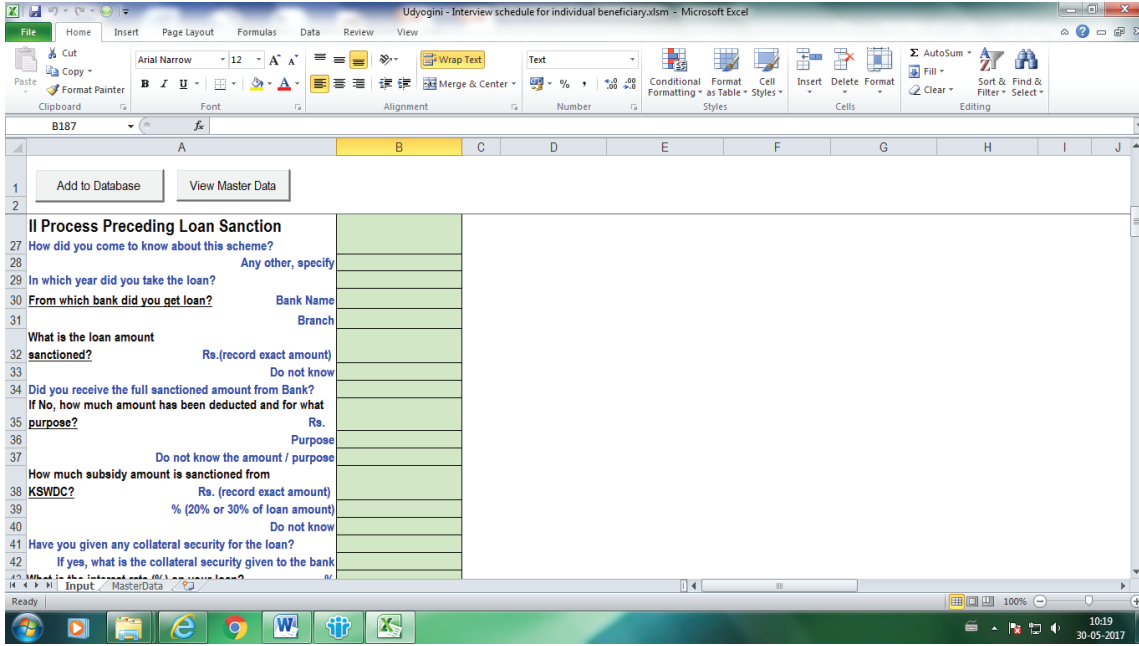 Udyogini - Interview schedule for individual beneficiary.xlsm - Microsoft Excel
File Home Insert Page Layout Formulas Data Review View
Cut
Copy
Format Painter
Paste
Clipboard
Arial Narrow 12
B I U
Font
Wrap Text
Merge & Center
Alignment
Text
Number
Conditional Formatting
Format as Table
Cell Styles
Styles
Insert Delete Format
Cells
AutoSum
Fill
Clear
Sort & Filter
Find & Select
Editing
B187 fx
A B C D E F G H I J
1 Add to Database View Master Data
2
II Process Preceding Loan Sanction
27 How did you come to know about this scheme?
28 Any other, specify
29 In which year did you take the loan?
30 From which bank did you get loan? Bank Name
31 Branch
What is the loan amount
32 sanctioned? Rs.(record exact amount)
33 Do not know
34 Did you receive the full sanctioned amount from Bank?
If No, how much amount has been deducted and for what
35 purpose? Rs.
36 Purpose
37 Do not know the amount / purpose
How much subsidy amount is sanctioned from
38 KSWDC? Rs. (record exact amount)
39 % (20% or 30% of loan amount)
40 Do not know
41 Have you given any collateral security for the loan?
42 If yes, what is the collateral security given to the bank
43 What is the interest rate (%) on your loan? %
Input MasterData
Ready 100%
10:19
30-05-2017